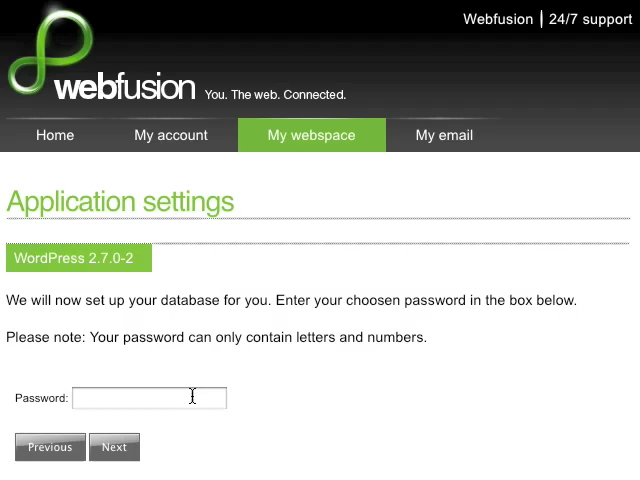 Webfusion | 24/7 support
webfusion You. The web. Connected.
Home My account My webspace My email
Application settings
WordPress 2.7.0-2
We will now set up your database for you. Enter your choosen password in the box below.
Please note: Your password can only contain letters and numbers.
Password:
Previous Next